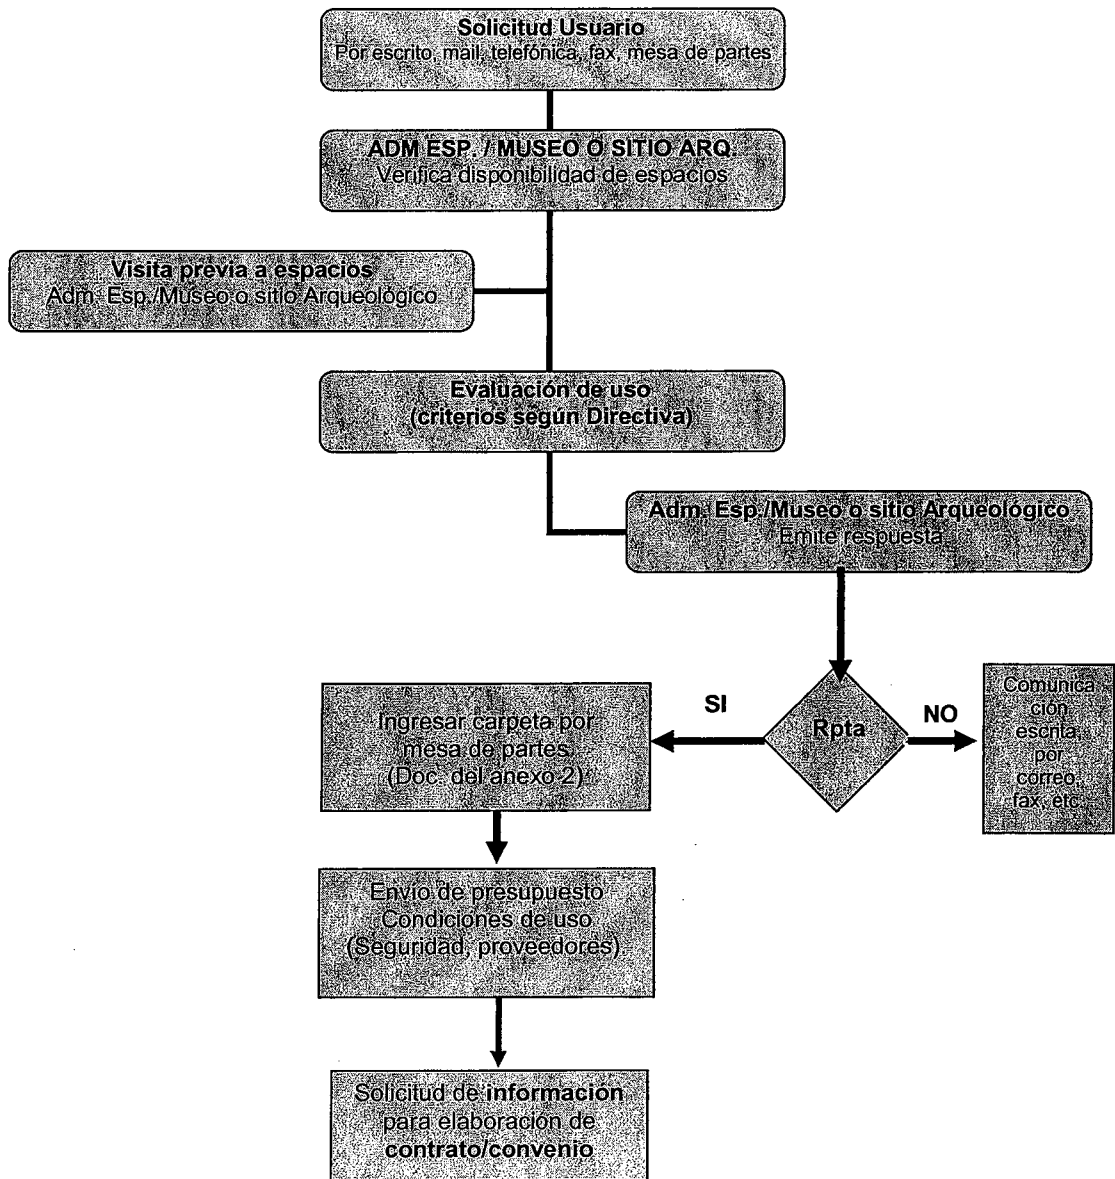 Solicitud Usuario
Por escrito, mail, telefónica, fax, mesa de partes
ADM ESP. / MUSEO O SITIO ARQ.
Verifica disponibilidad de espacios
Visita previa a espacios
Adm. Esp./Museo o sitio Arqueológico
Evaluación de uso
(criterios según Directiva)
Adm. Esp./Museo o sitio Arqueológico
Emite respuesta
SI
Rpta
NO
Comunica
ción
escrita,
por
correo,
fax, etc
Ingresar carpeta por
mesa de partes
(Doc. del anexo 2)
Envío de presupuesto
Condiciones de uso
(Seguridad, proveedores)
Solicitud de información
para elaboración de
contrato/convenio